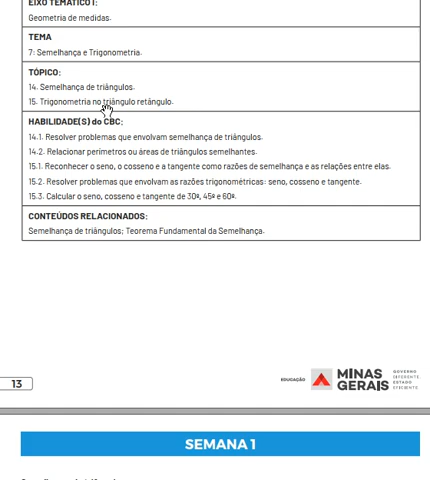 EIXO TEMÁTICO I:
Geometria de medidas.
TEMA
7: Semelhança e Trigonometria.
TÓPICO:
14. Semelhança de triângulos.
15. Trigonometria no triângulo retângulo.
HABILIDADE(S) do CBC:
14.1. Resolver problemas que envolvam semelhança de triângulos.
14.2. Relacionar perímetros ou áreas de triângulos semelhantes.
15.1. Reconhecer o seno, o cosseno e a tangente como razões de semelhança e as relações entre elas.
15.2. Resolver problemas que envolvam as razões trigonométricas: seno, cosseno e tangente.
15.3. Calcular o seno, cosseno e tangente de 30º, 45º e 60º.
CONTEÚDOS RELACIONADOS:
Semelhança de triângulos; Teorema Fundamental da Semelhança.
13
EDUCAÇÃO
MINAS
GERAIS
GOVERNO
DIFERENTE
ESTADO
EFICIENTE
SEMANA 1